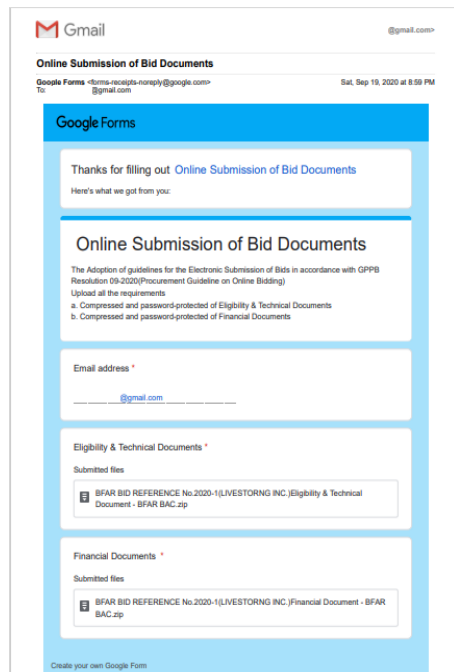 Gmail
@gmail.com>
Online Submission of Bid Documents
Google Forms <forms-receipts-noreply@google.com>
Sat, Sep 19, 2020 at 8:59 PM
To: @gmail.com
Google Forms
Thanks for filling out Online Submission of Bid Documents
Here's what we got from you:
Online Submission of Bid Documents
The Adoption of guidelines for the Electronic Submission of Bids in accordance with GPPB
Resolution 09-2020(Procurement Guideline on Online Bidding)
Upload all the requirements
a. Compressed and password-protected of Eligibility & Technical Documents
b. Compressed and password-protected of Financial Documents
Email address *
@gmail.com
Eligibility & Technical Documents *
Submitted files
BFAR BID REFERENCE No.2020-1(LIVESTORNG INC.)Eligibility & Technical
Document - BFAR BAC.zip
Financial Documents *
Submitted files
BFAR BID REFERENCE No.2020-1(LIVESTORNG INC.)Financial Document - BFAR
BAC.zip
Create your own Google Form